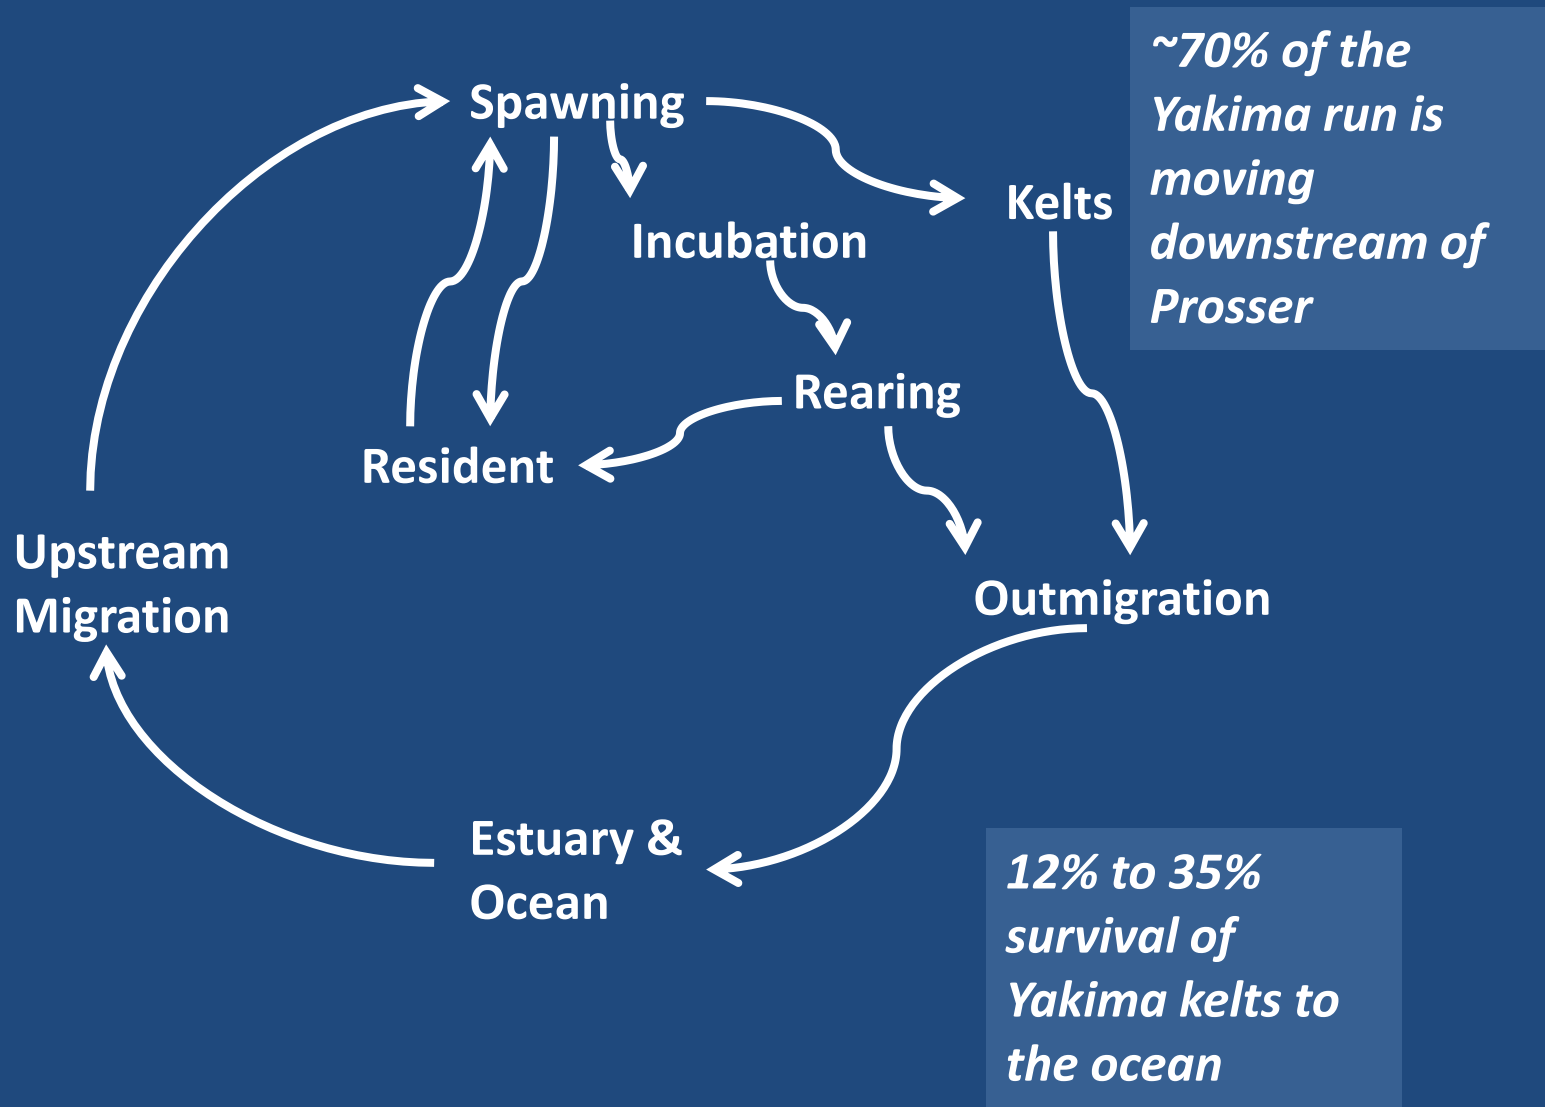 ~70% of the
Yakima run is
moving
downstream of
Prosser
Spawning
Kelts
Incubation
Rearing
Resident
Upstream
Migration
Outmigration
Estuary &
Ocean
12% to 35%
survival of
Yakima kelts to
the ocean